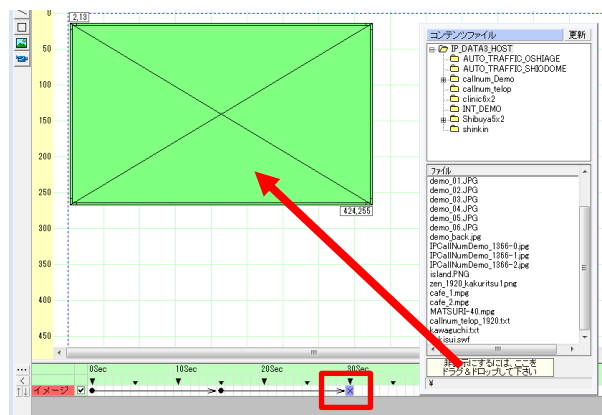 0
2,13
50
100
150
200
250
300
350
400
450
424,255
コンテンツファイル 更新
IP_DATA3_HOST
AUTO_TRAFFIC_OSHIAGE
AUTO_TRAFFIC_SHIODOME
callnum_Demo
callnum_telop
clinic6x2
INT_DEMO
Shibuya5x2
shinkin
ファイル
demo_01.JPG
demo_02.JPG
demo_03.JPG
demo_04.JPG
demo_05.JPG
demo_06.JPG
demo_back.jpg
IPCallNumDemo_1366-0.jpg
IPCallNumDemo_1366-1.jpg
IPCallNumDemo_1366-2.jpg
island.PNG
zen_1920_kakuritsu1.png
cafe_1.mpg
cafe_2.mpg
MATSURI-40.mpg
callnum_telop_1920.txt
kawaguchi.txt
kisui.swf
にするには、ここを
ドラッグ＆ドロップして下さい
¥
0Sec 10Sec 20Sec 30Sec
イメージ